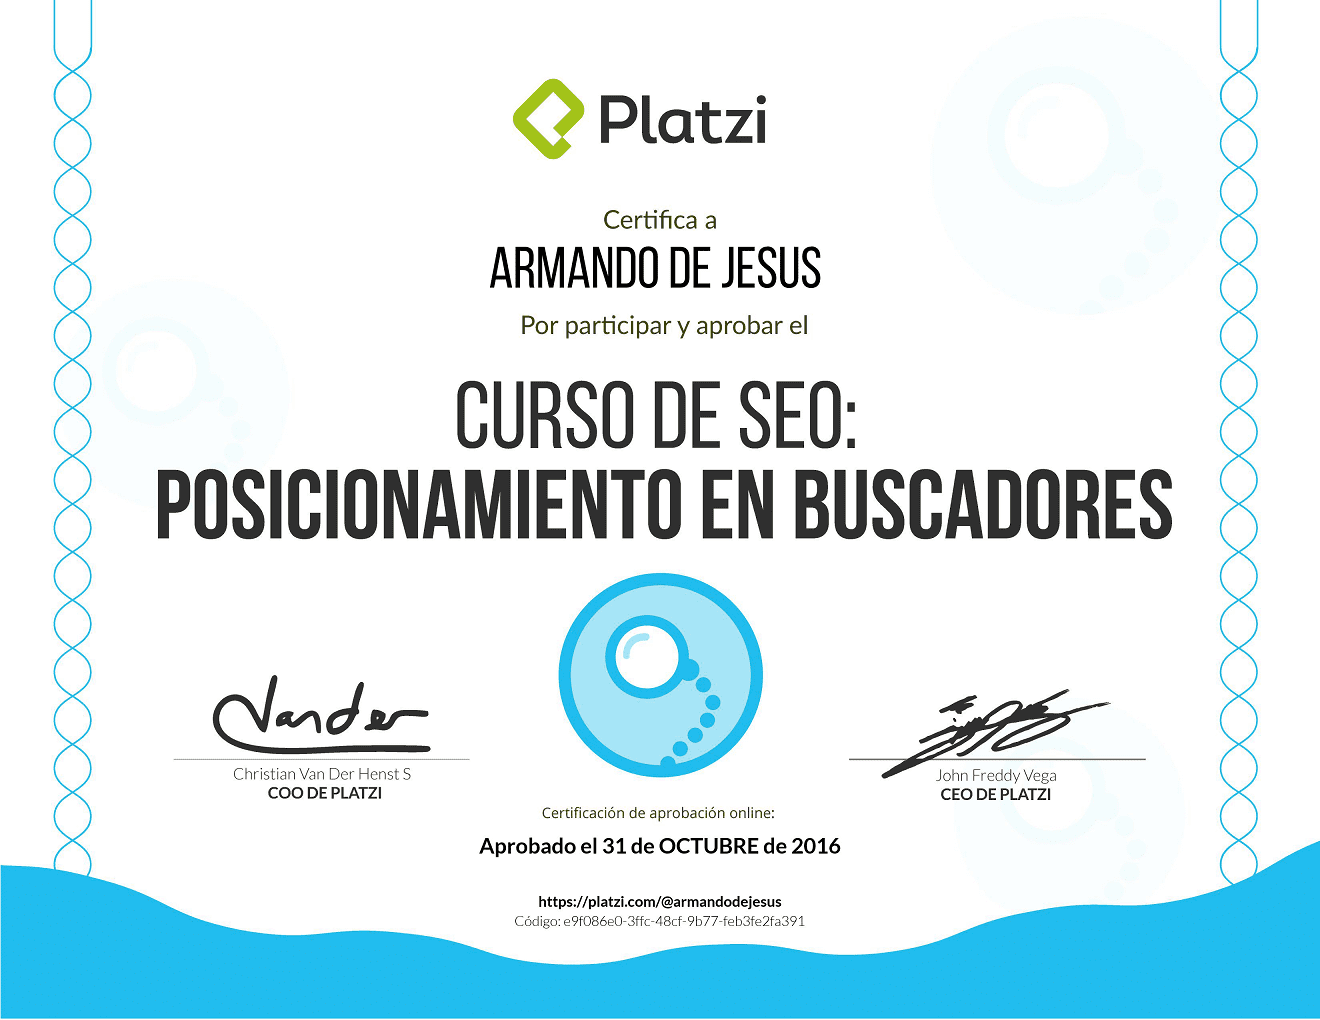 Platzi
Certifica a
ARMANDO DE JESUS
Por participar y aprobar el
CURSO DE SEO:
POSICIONAMIENTO EN BUSCADORES
Vander
Christian Van Der Henst S
COO DE PLATZI
John Freddy Vega
CEO DE PLATZI
Certificación de aprobación online:
Aprobado el 31 de OCTUBRE de 2016
https://platzi.com/@armandodejesus
Código: e9f086e0-3ffc-48cf-9b77-feb3fe2fa391